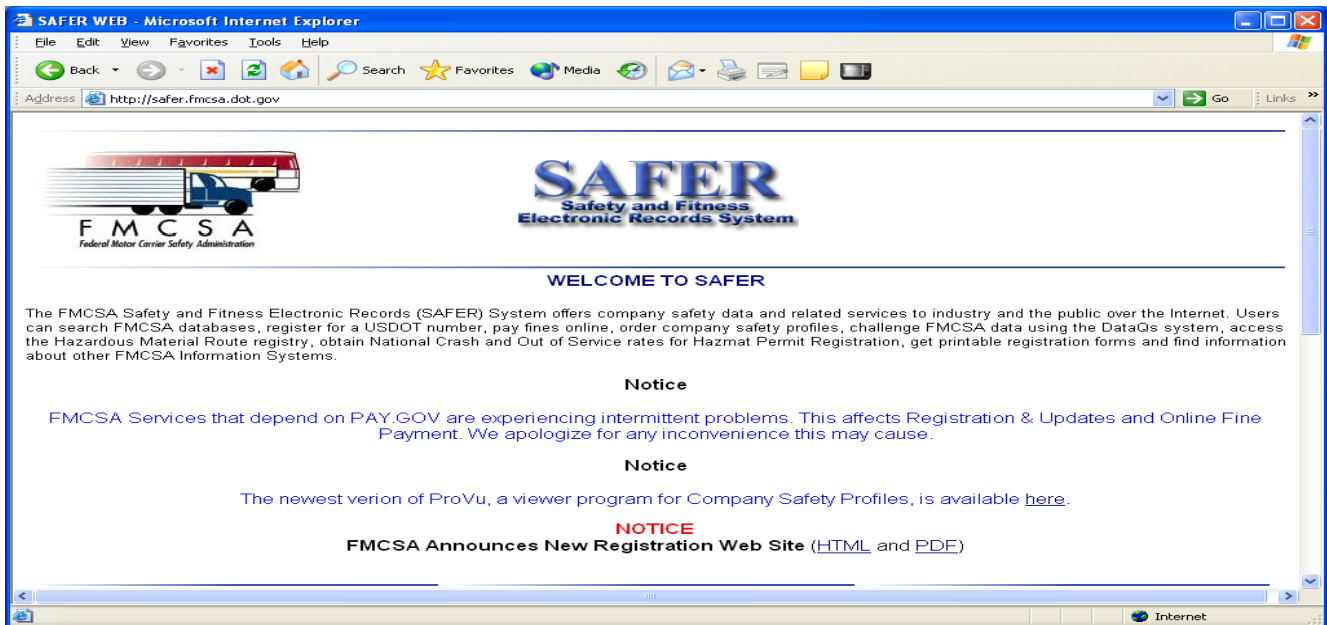 SAFER WEB - Microsoft Internet Explorer
File Edit View Favorites Tools Help
Back Search Favorites Media
Address http://safer.fmcsa.dot.gov Go Links »
FMCSA
Federal Motor Carrier Safety Administration
SAFER
Safety and Fitness
Electronic Records System
WELCOME TO SAFER
The FMCSA Safety and Fitness Electronic Records (SAFER) System offers company safety data and related services to industry and the public over the Internet. Users
can search FMCSA databases, register for a USDOT number, pay fines online, order company safety profiles, challenge FMCSA data using the DataQs system, access
the Hazardous Material Route registry, obtain National Crash and Out of Service rates for Hazmat Permit Registration, get printable registration forms and find information
about other FMCSA Information Systems.
Notice
FMCSA Services that depend on PAY.GOV are experiencing intermittent problems. This affects Registration & Updates and Online Fine
Payment. We apologize for any inconvenience this may cause.
Notice
The newest verion of ProVu, a viewer program for Company Safety Profiles, is available here.
NOTICE
FMCSA Announces New Registration Web Site (HTML and PDF)
Internet